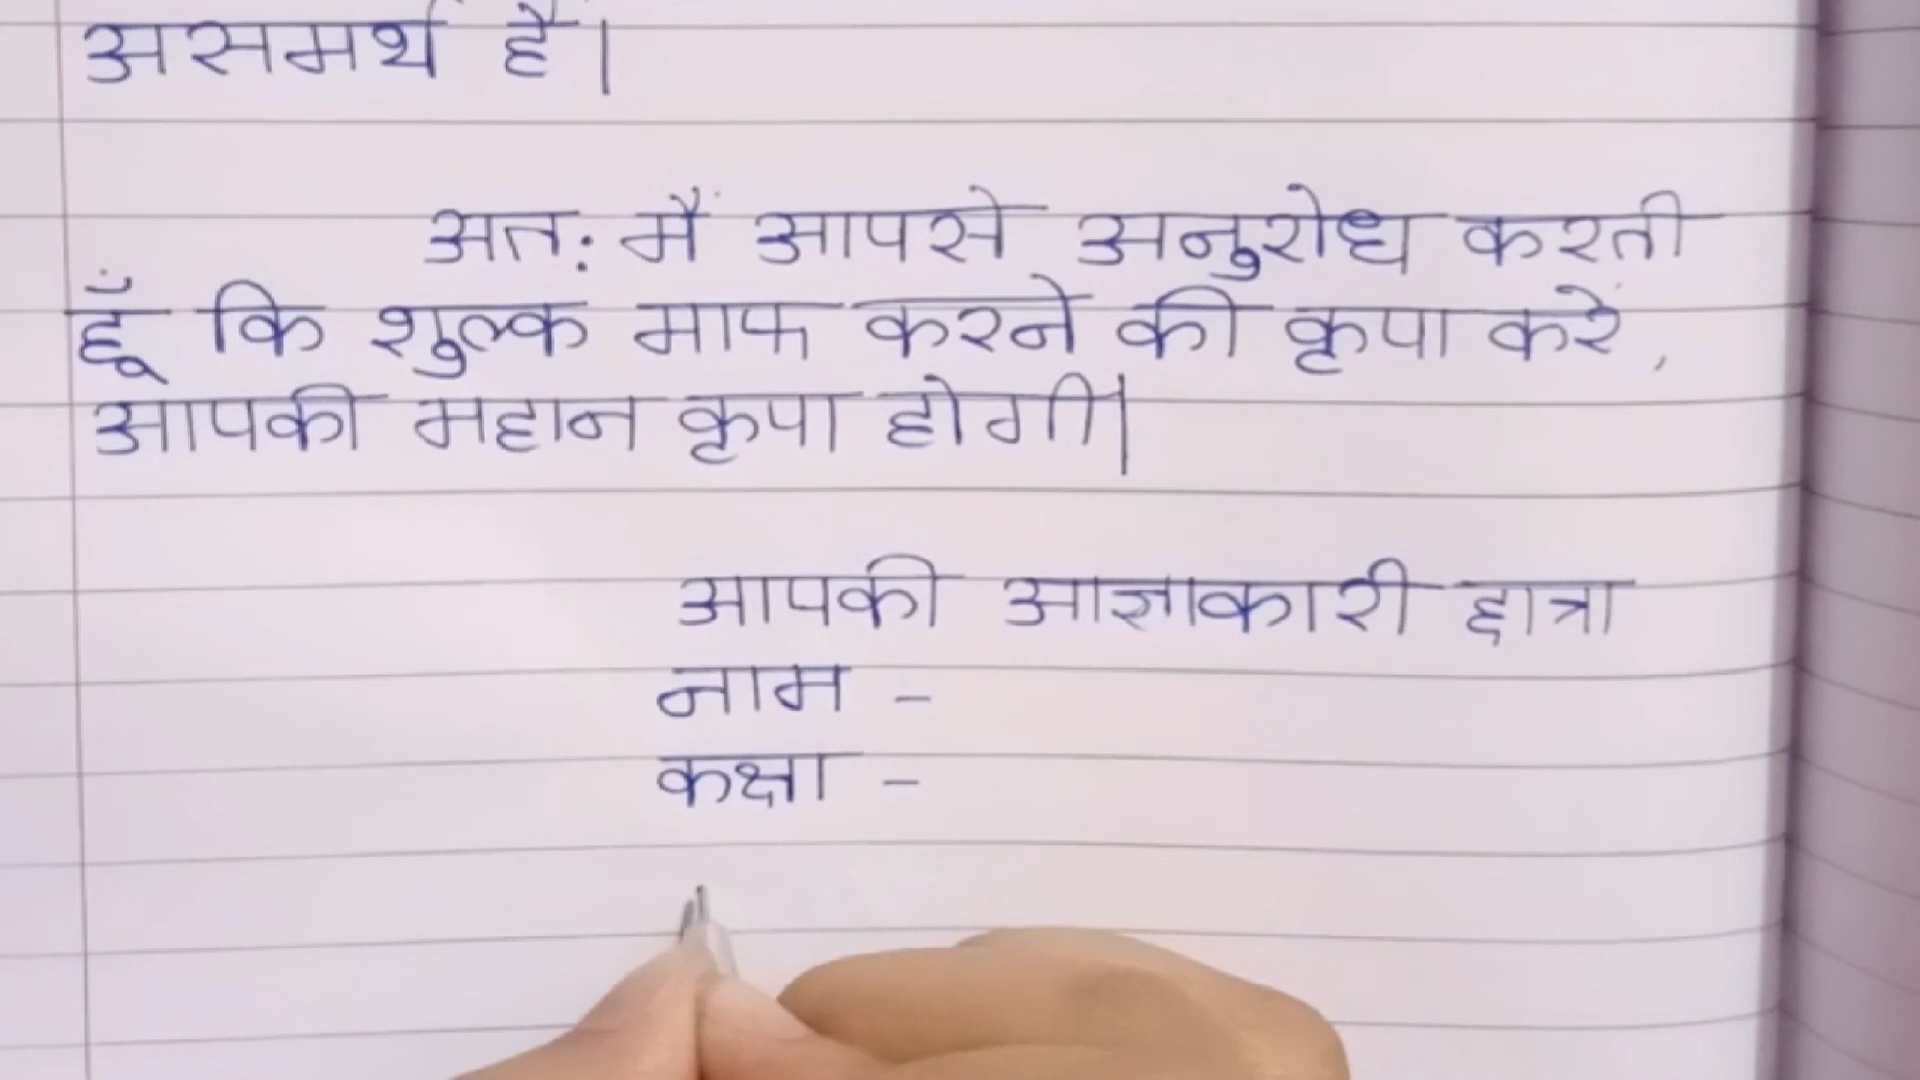 असमर्थ हैं।
अतः मैं आपसे अनुरोध करती
हूँ कि शुल्क माफ करने की कृपा करें,
आपकी महान कृपा होगी।
आपकी आज्ञाकारी छात्रा
नाम -
कक्षा -